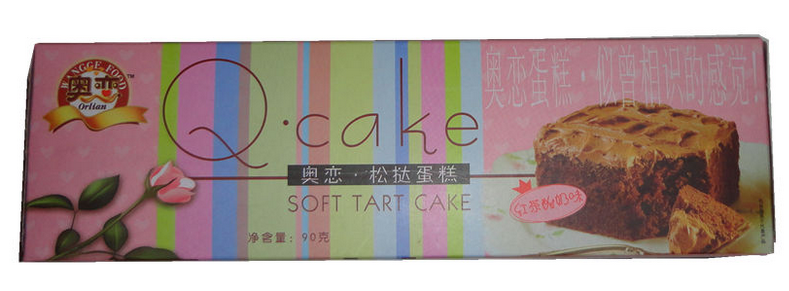 WANGGE FOOD
奥恋
TM
Orlian
Q·cake
奥恋·松挞蛋糕
SOFT TART CAKE
净含量：90克
奥恋蛋糕·似曾相识的感觉！